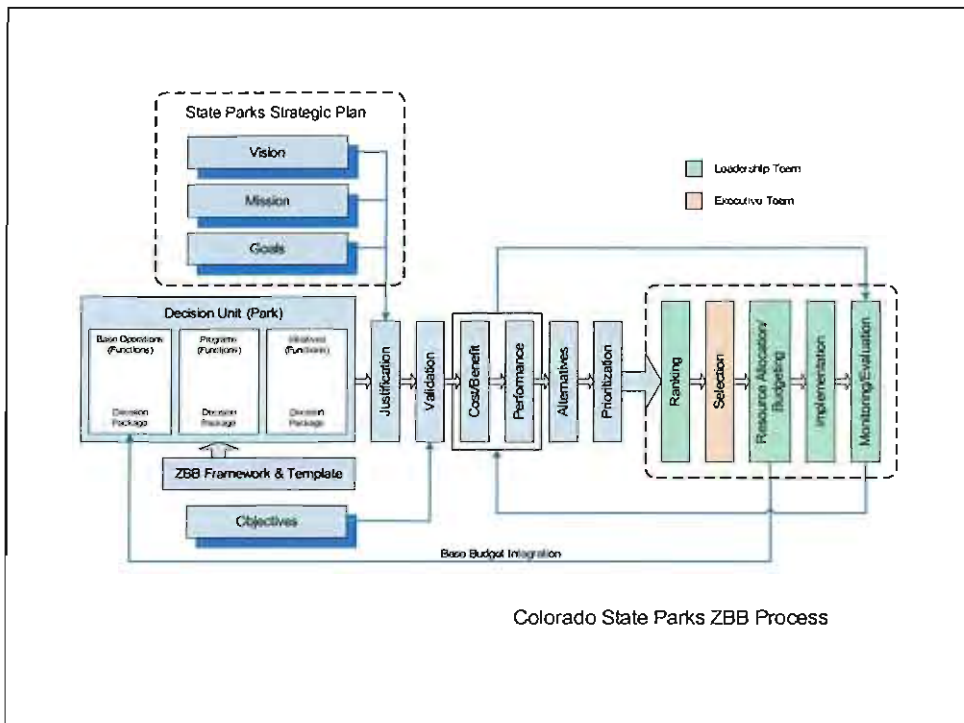 State Parks Strategic Plan
Vision
Mission
Goals
Leadership Team
Executive Team
Decision Unit (Park)
Base Operations
(Functions)
Decision
Package
Programs
(Functions)
Decision
Package
Initiatives
(Functions)
Decision
Package
Justification
Validation
Cost/Benefit
Performance
Alternatives
Prioritization
Ranking
Selection
Resource Allocation/
Budgeting
Implementation
Monitoring/Evaluation
ZBB Framework & Template
Objectives
Base Budget Integration
Colorado State Parks ZBB Process